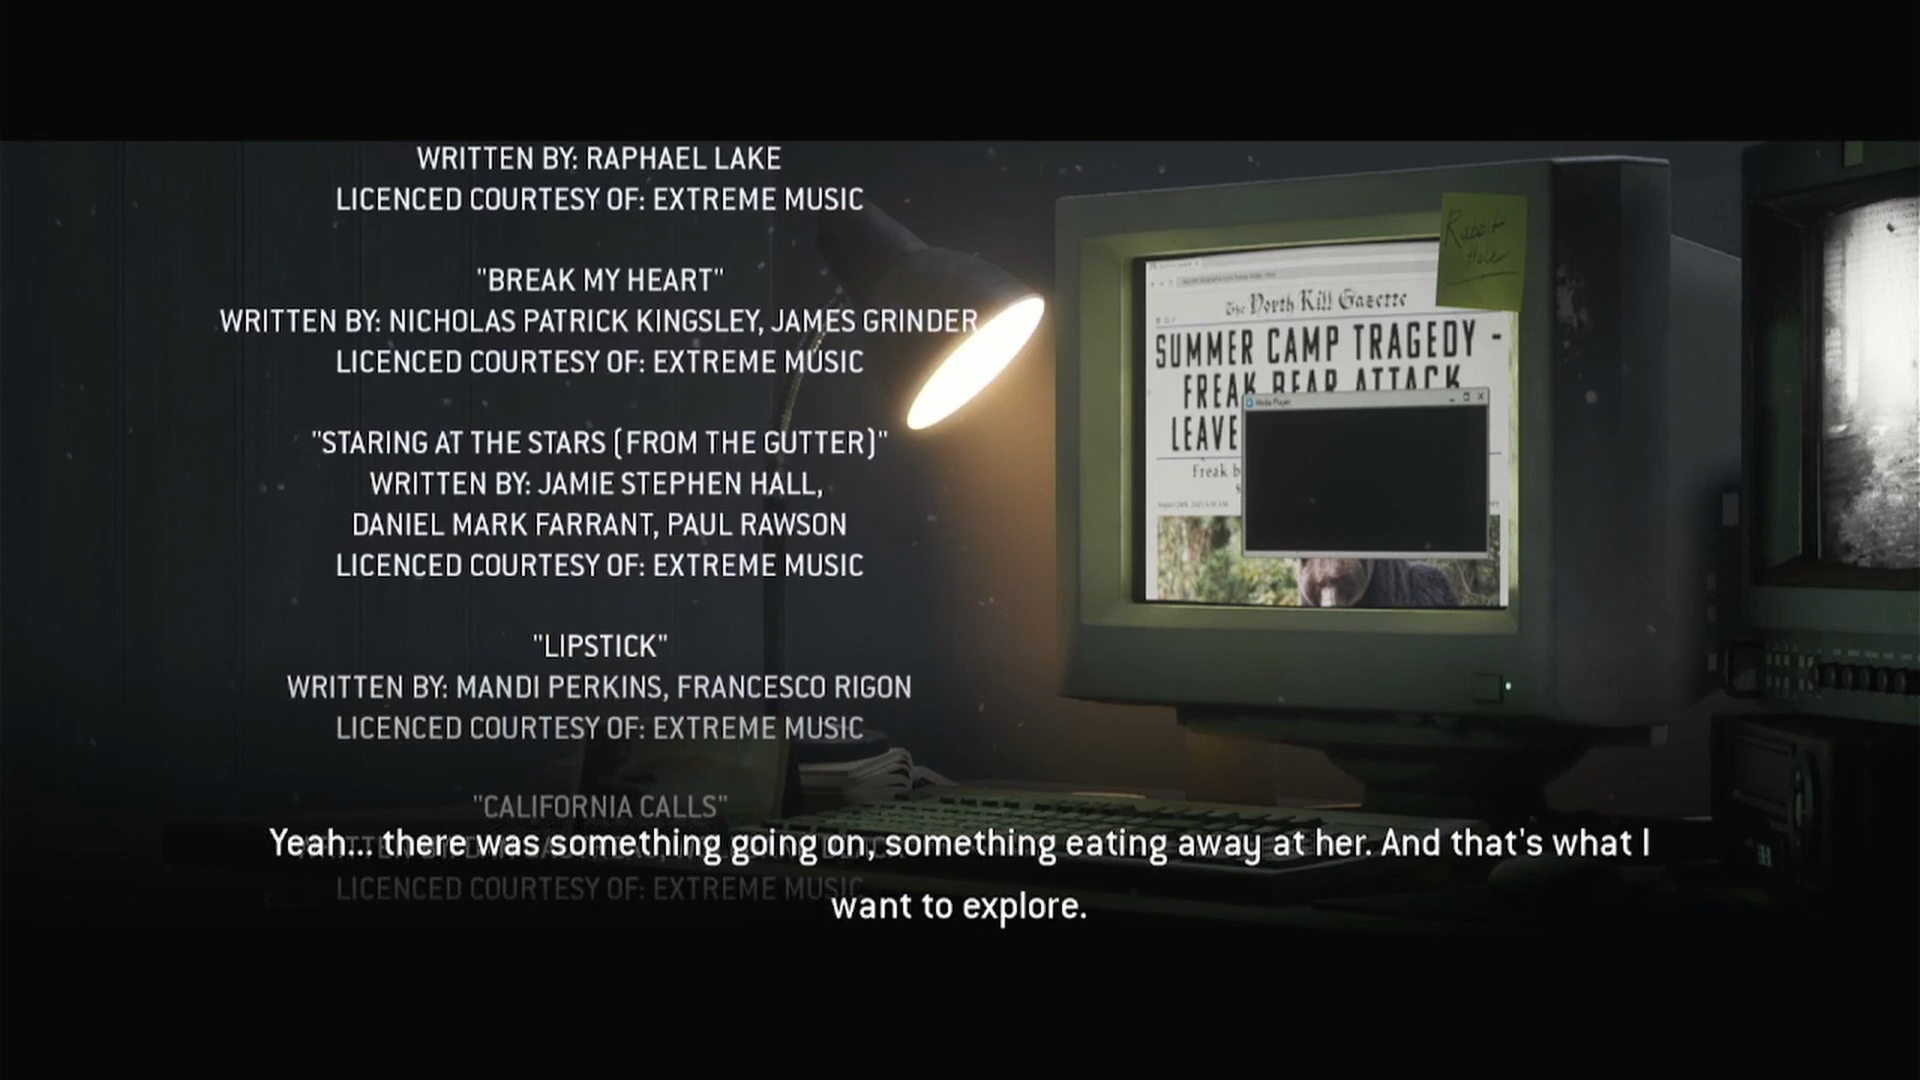 WRITTEN BY: RAPHAEL LAKE
LICENCED COURTESY OF: EXTREME MUSIC
"BREAK MY HEART"
WRITTEN BY: NICHOLAS PATRICK KINGSLEY, JAMES GRINDER
LICENCED COURTESY OF: EXTREME MUSIC
"STARING AT THE STARS (FROM THE GUTTER)"
WRITTEN BY: JAMIE STEPHEN HALL,
DANIEL MARK FARRANT, PAUL RAWSON
LICENCED COURTESY OF: EXTREME MUSIC
"LIPSTICK"
WRITTEN BY: MANDI PERKINS, FRANCESCO RIGON
LICENCED COURTESY OF: EXTREME MUSIC
"CALIFORNIA CALLS"
LICENCED COURTESY OF: EXTREME MUSIC
Yeah... there was something going on, something eating away at her. And that's what I
want to explore.
Rabbit
Hole
The North Kill Gazette
SUMMER CAMP TRAGEDY -
FREAK BEAR ATTACK
LEAVE
Freak b
Media Player